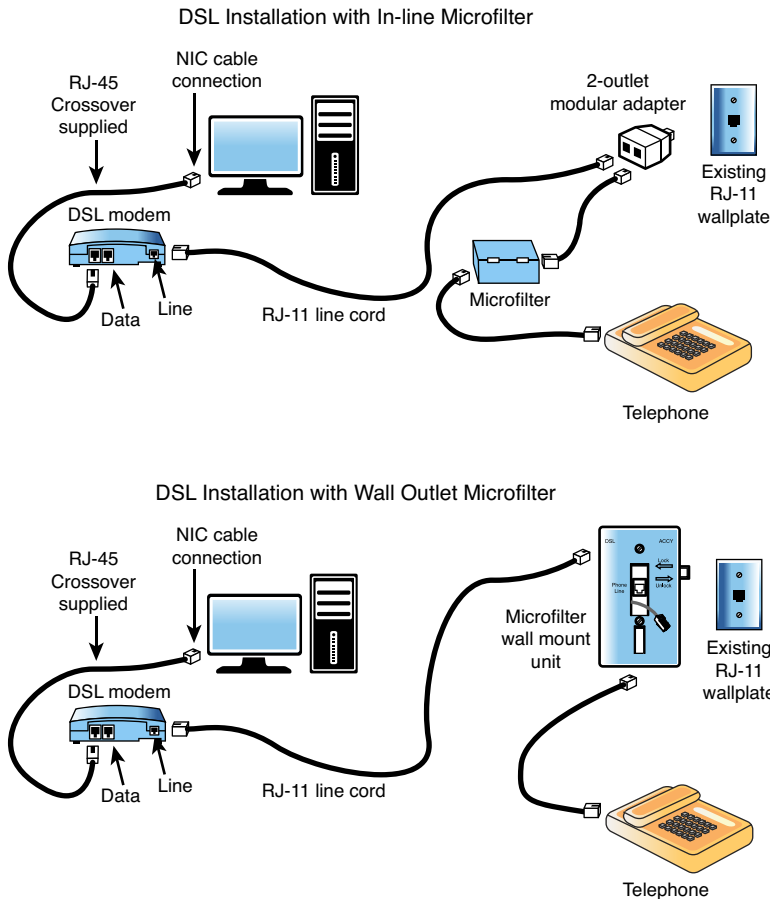 DSL Installation with In-line Microfilter
NIC cable
connection
RJ-45
Crossover
supplied
2-outlet
modular adapter
Existing
RJ-11
wallplate
DSL modem
Data
Line
RJ-11 line cord
Microfilter
Telephone
DSL Installation with Wall Outlet Microfilter
NIC cable
connection
RJ-45
Crossover
supplied
DSL
ACCY
Lock
Unlock
Phone
Line
Microfilter
wall mount
unit
Existing
RJ-11
wallplate
DSL modem
Data
Line
RJ-11 line cord
Telephone